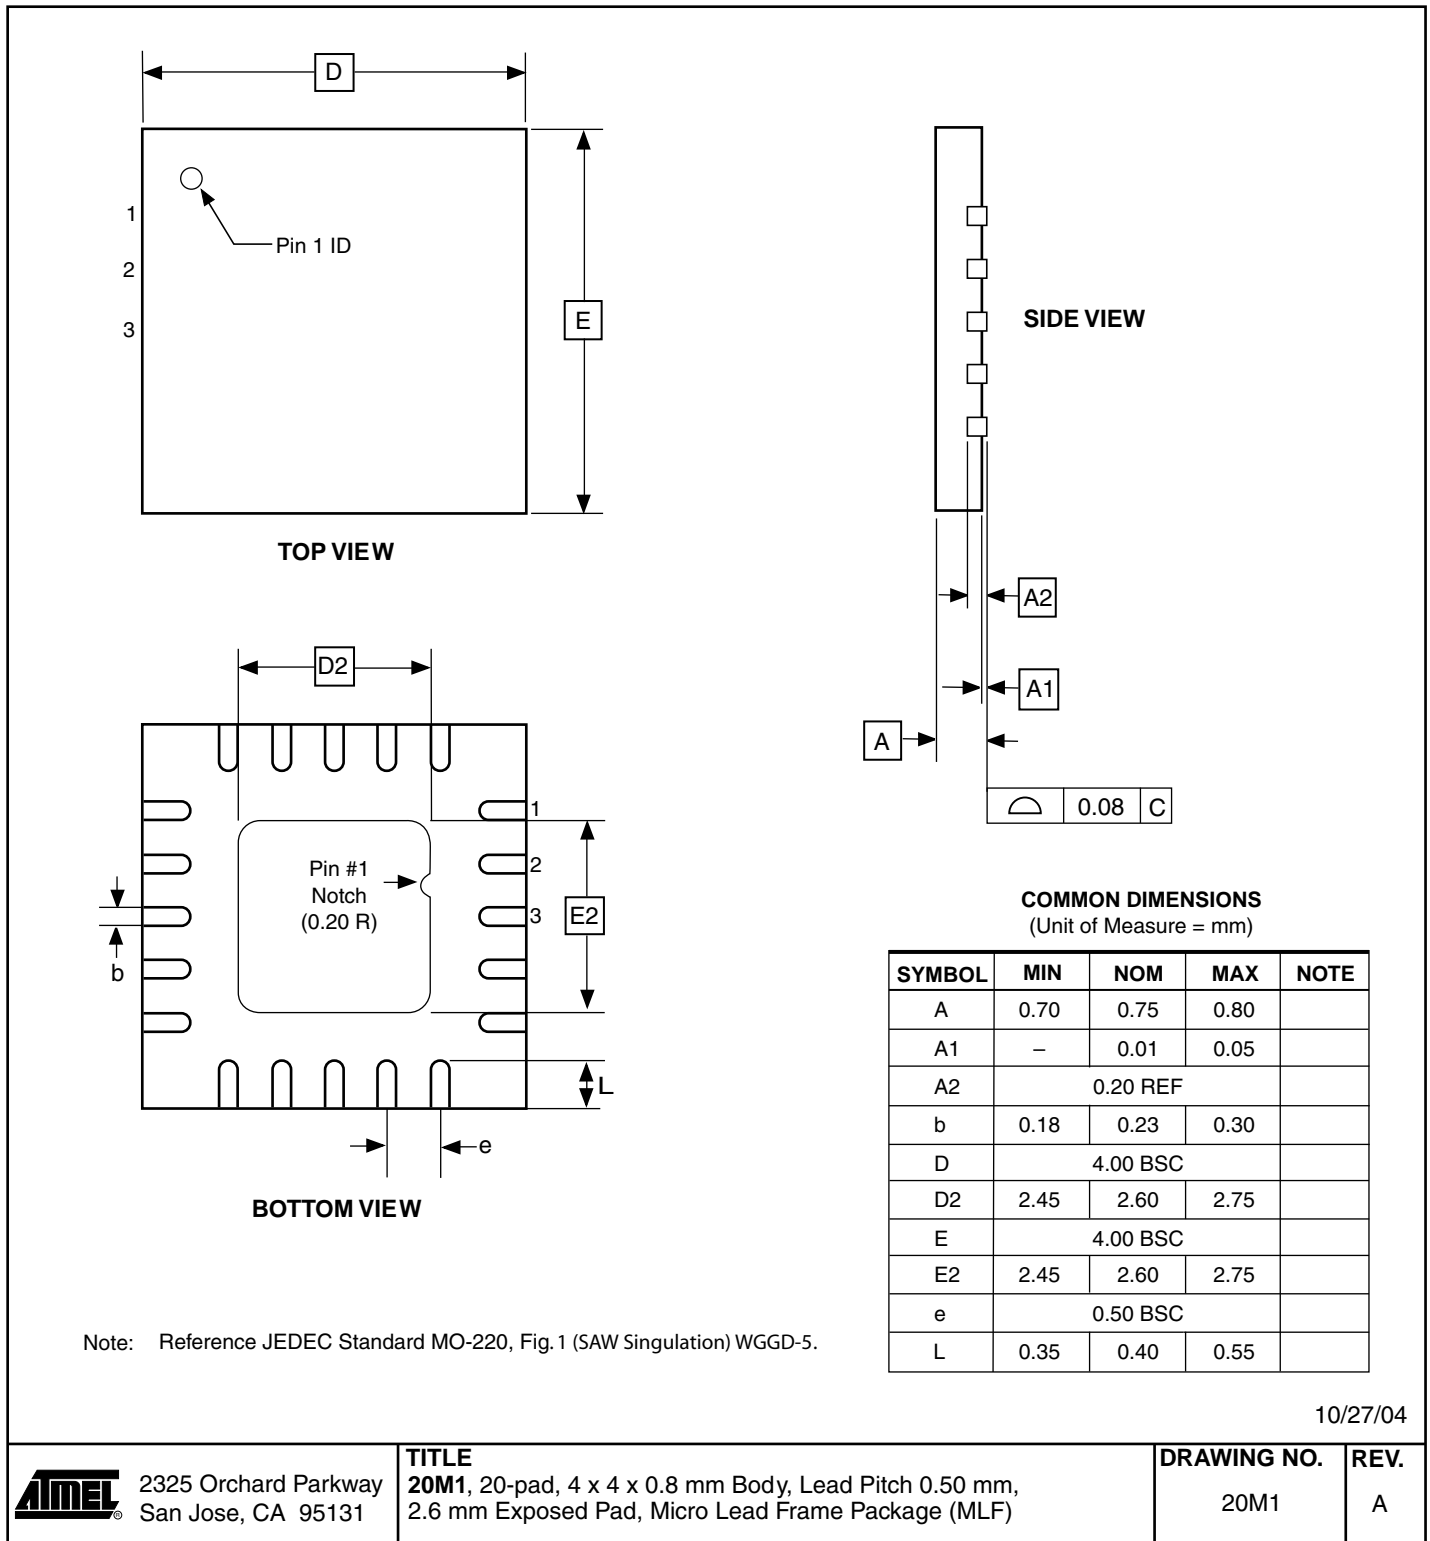 D
1
2
3
Pin 1 ID
E
TOP VIEW
SIDE VIEW
A2
A1
A
0.08 C
D2
1
2
3
Pin #1
Notch
(0.20 R)
E2
b
L
e
BOTTOM VIEW
COMMON DIMENSIONS
(Unit of Measure = mm)
SYMBOL MIN NOM MAX NOTE
A 0.70 0.75 0.80
A1 – 0.01 0.05
A2 0.20 REF
b 0.18 0.23 0.30
D 4.00 BSC
D2 2.45 2.60 2.75
E 4.00 BSC
E2 2.45 2.60 2.75
e 0.50 BSC
L 0.35 0.40 0.55
Note: Reference JEDEC Standard MO-220, Fig. 1 (SAW Singulation) WGGD-5.
10/27/04
ATMEL®
2325 Orchard Parkway
San Jose, CA 95131
TITLE
20M1, 20-pad, 4 x 4 x 0.8 mm Body, Lead Pitch 0.50 mm,
2.6 mm Exposed Pad, Micro Lead Frame Package (MLF)
DRAWING NO.
20M1
REV.
A